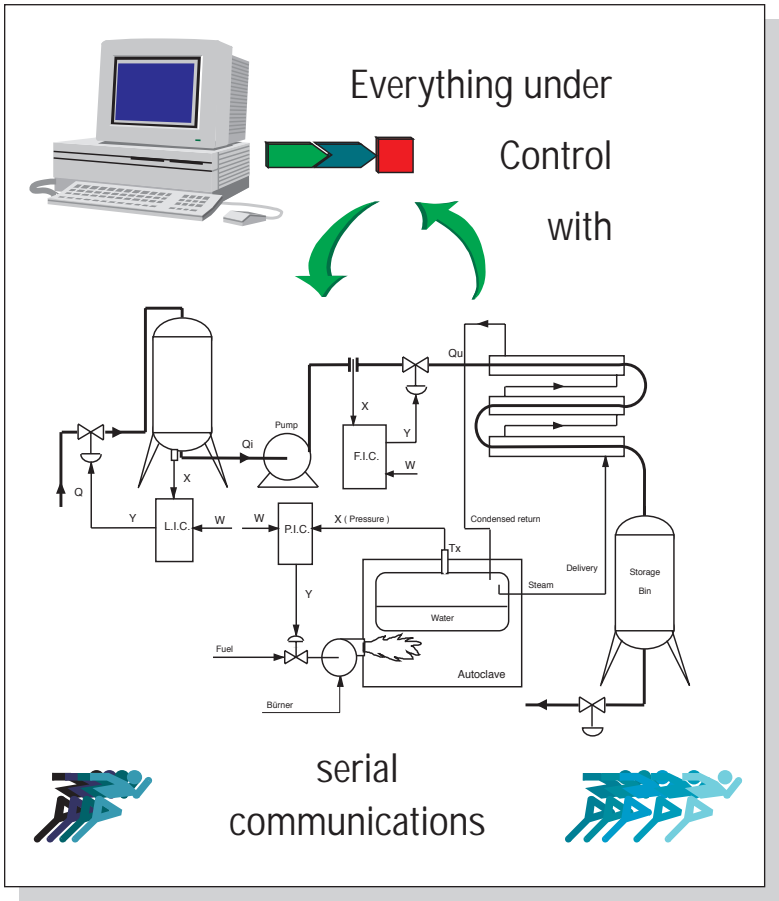 Everything under
Control
with
Qu
X
Pump
Y
Qi
F.I.C.
W
X
Q
Y
L.I.C.
W
W
P.I.C.
X ( Pressure )
Condensed return
Tx
Delivery
Storage
Bin
Steam
Y
Water
Fuel
Autoclave
Bürner
serial
communications